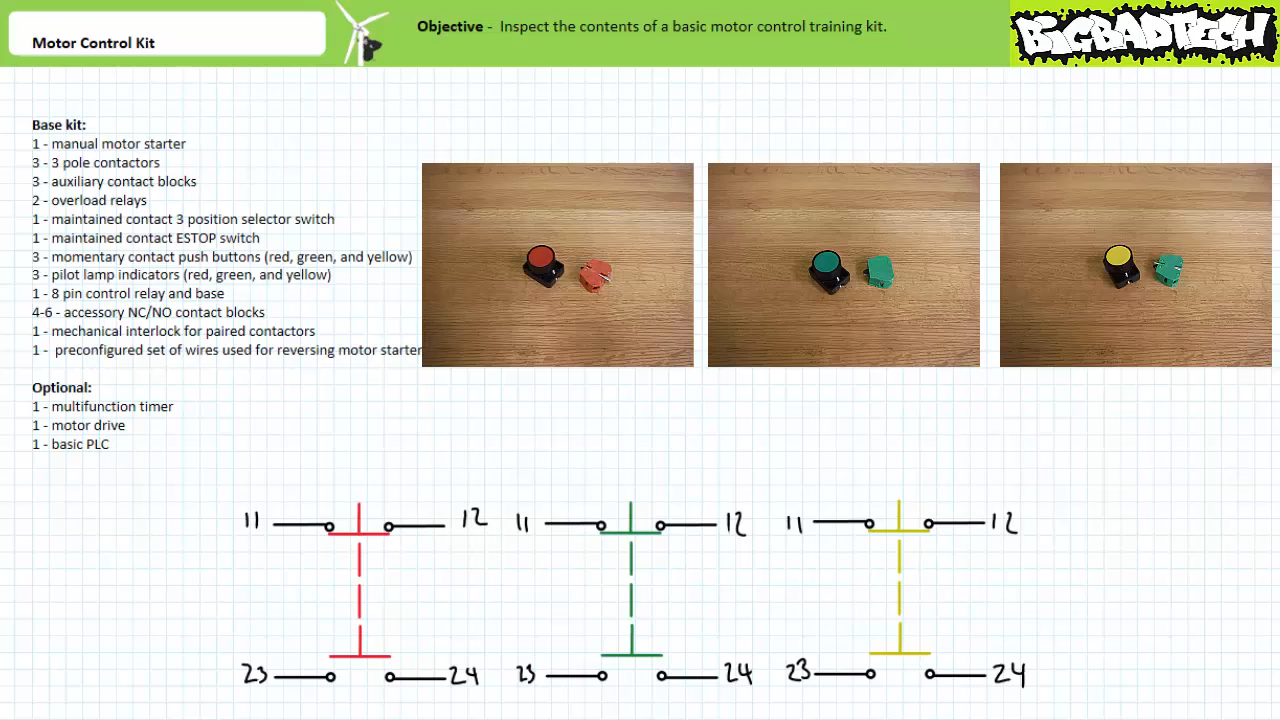 Motor Control Kit
Objective - Inspect the contents of a basic motor control training kit.
BIGBADTECH
Base kit:
1 - manual motor starter
3 - 3 pole contactors
3 - auxiliary contact blocks
2 - overload relays
1 - maintained contact 3 position selector switch
1 - maintained contact ESTOP switch
3 - momentary contact push buttons (red, green, and yellow)
3 - pilot lamp indicators (red, green, and yellow)
1 - 8 pin control relay and base
4-6 - accessory NC/NO contact blocks
1 - mechanical interlock for paired contactors
1 - preconfigured set of wires used for reversing motor starter
Optional:
1 - multifunction timer
1 - motor drive
1 - basic PLC
11 12 11 12 11 12
23 24 23 24 23 24